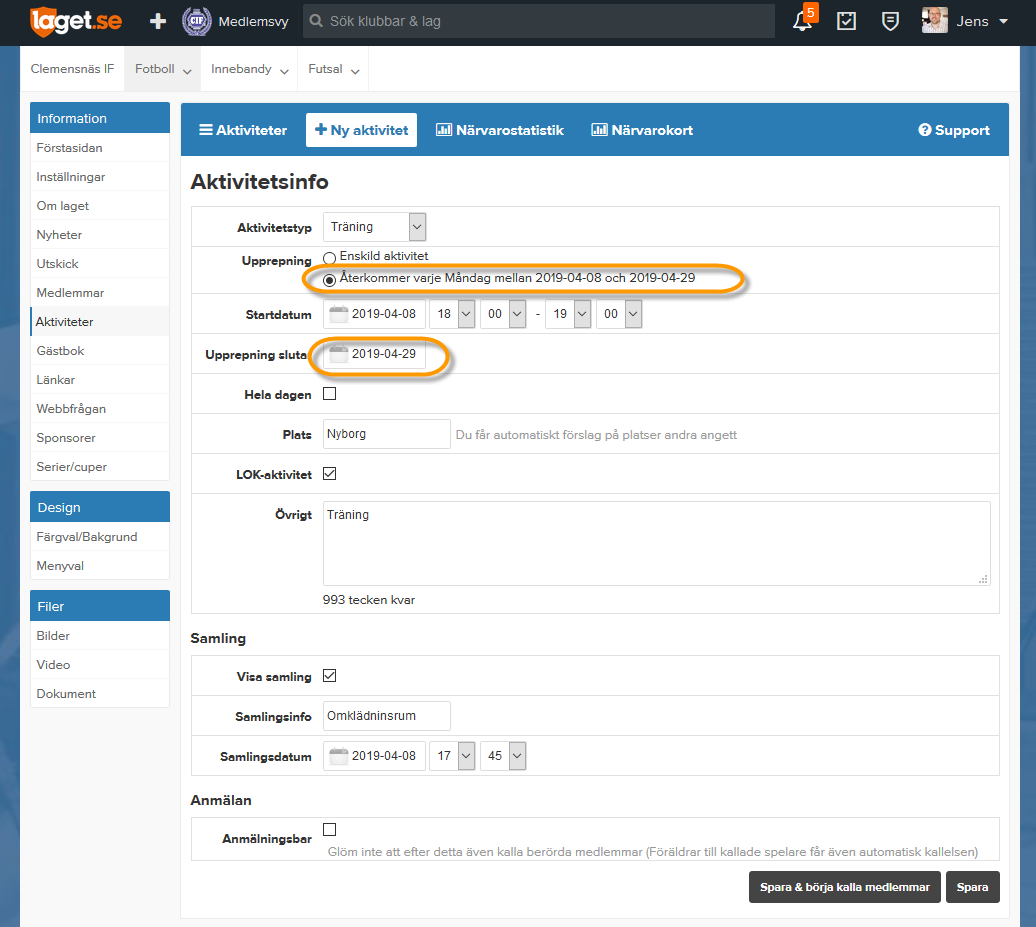 laget.se + CIF Medlemsvy Sök klubbar & lag 5 Jens
Clemensnäs IF Fotboll Innebandy Futsal
Information
Förstasidan
Inställningar
Om laget
Nyheter
Utskick
Medlemmar
Aktiviteter
Gästbok
Länkar
Webbfrågan
Sponsorer
Serier/cuper
Design
Färgval/Bakgrund
Menyval
Filer
Bilder
Video
Dokument
Aktiviteter + Ny aktivitet Närvarostatistik Närvarokort Support
Aktivitetsinfo
Aktivitetstyp Träning
Upprepning Enskild aktivitet
Återkommer varje Måndag mellan 2019-04-08 och 2019-04-29
Startdatum 2019-04-08 18 00 - 19 00
Upprepning slutar 2019-04-29
Hela dagen
Plats Nyborg Du får automatiskt förslag på platser andra angett
LOK-aktivitet
Övrigt Träning
993 tecken kvar
Samling
Visa samling
Samlingsinfo Omklädninsrum
Samlingsdatum 2019-04-08 17 45
Anmälan
Anmälningsbar
Glöm inte att efter detta även kalla berörda medlemmar (Föräldrar till kallade spelare får även automatisk kallelsen)
Spara & börja kalla medlemmar Spara